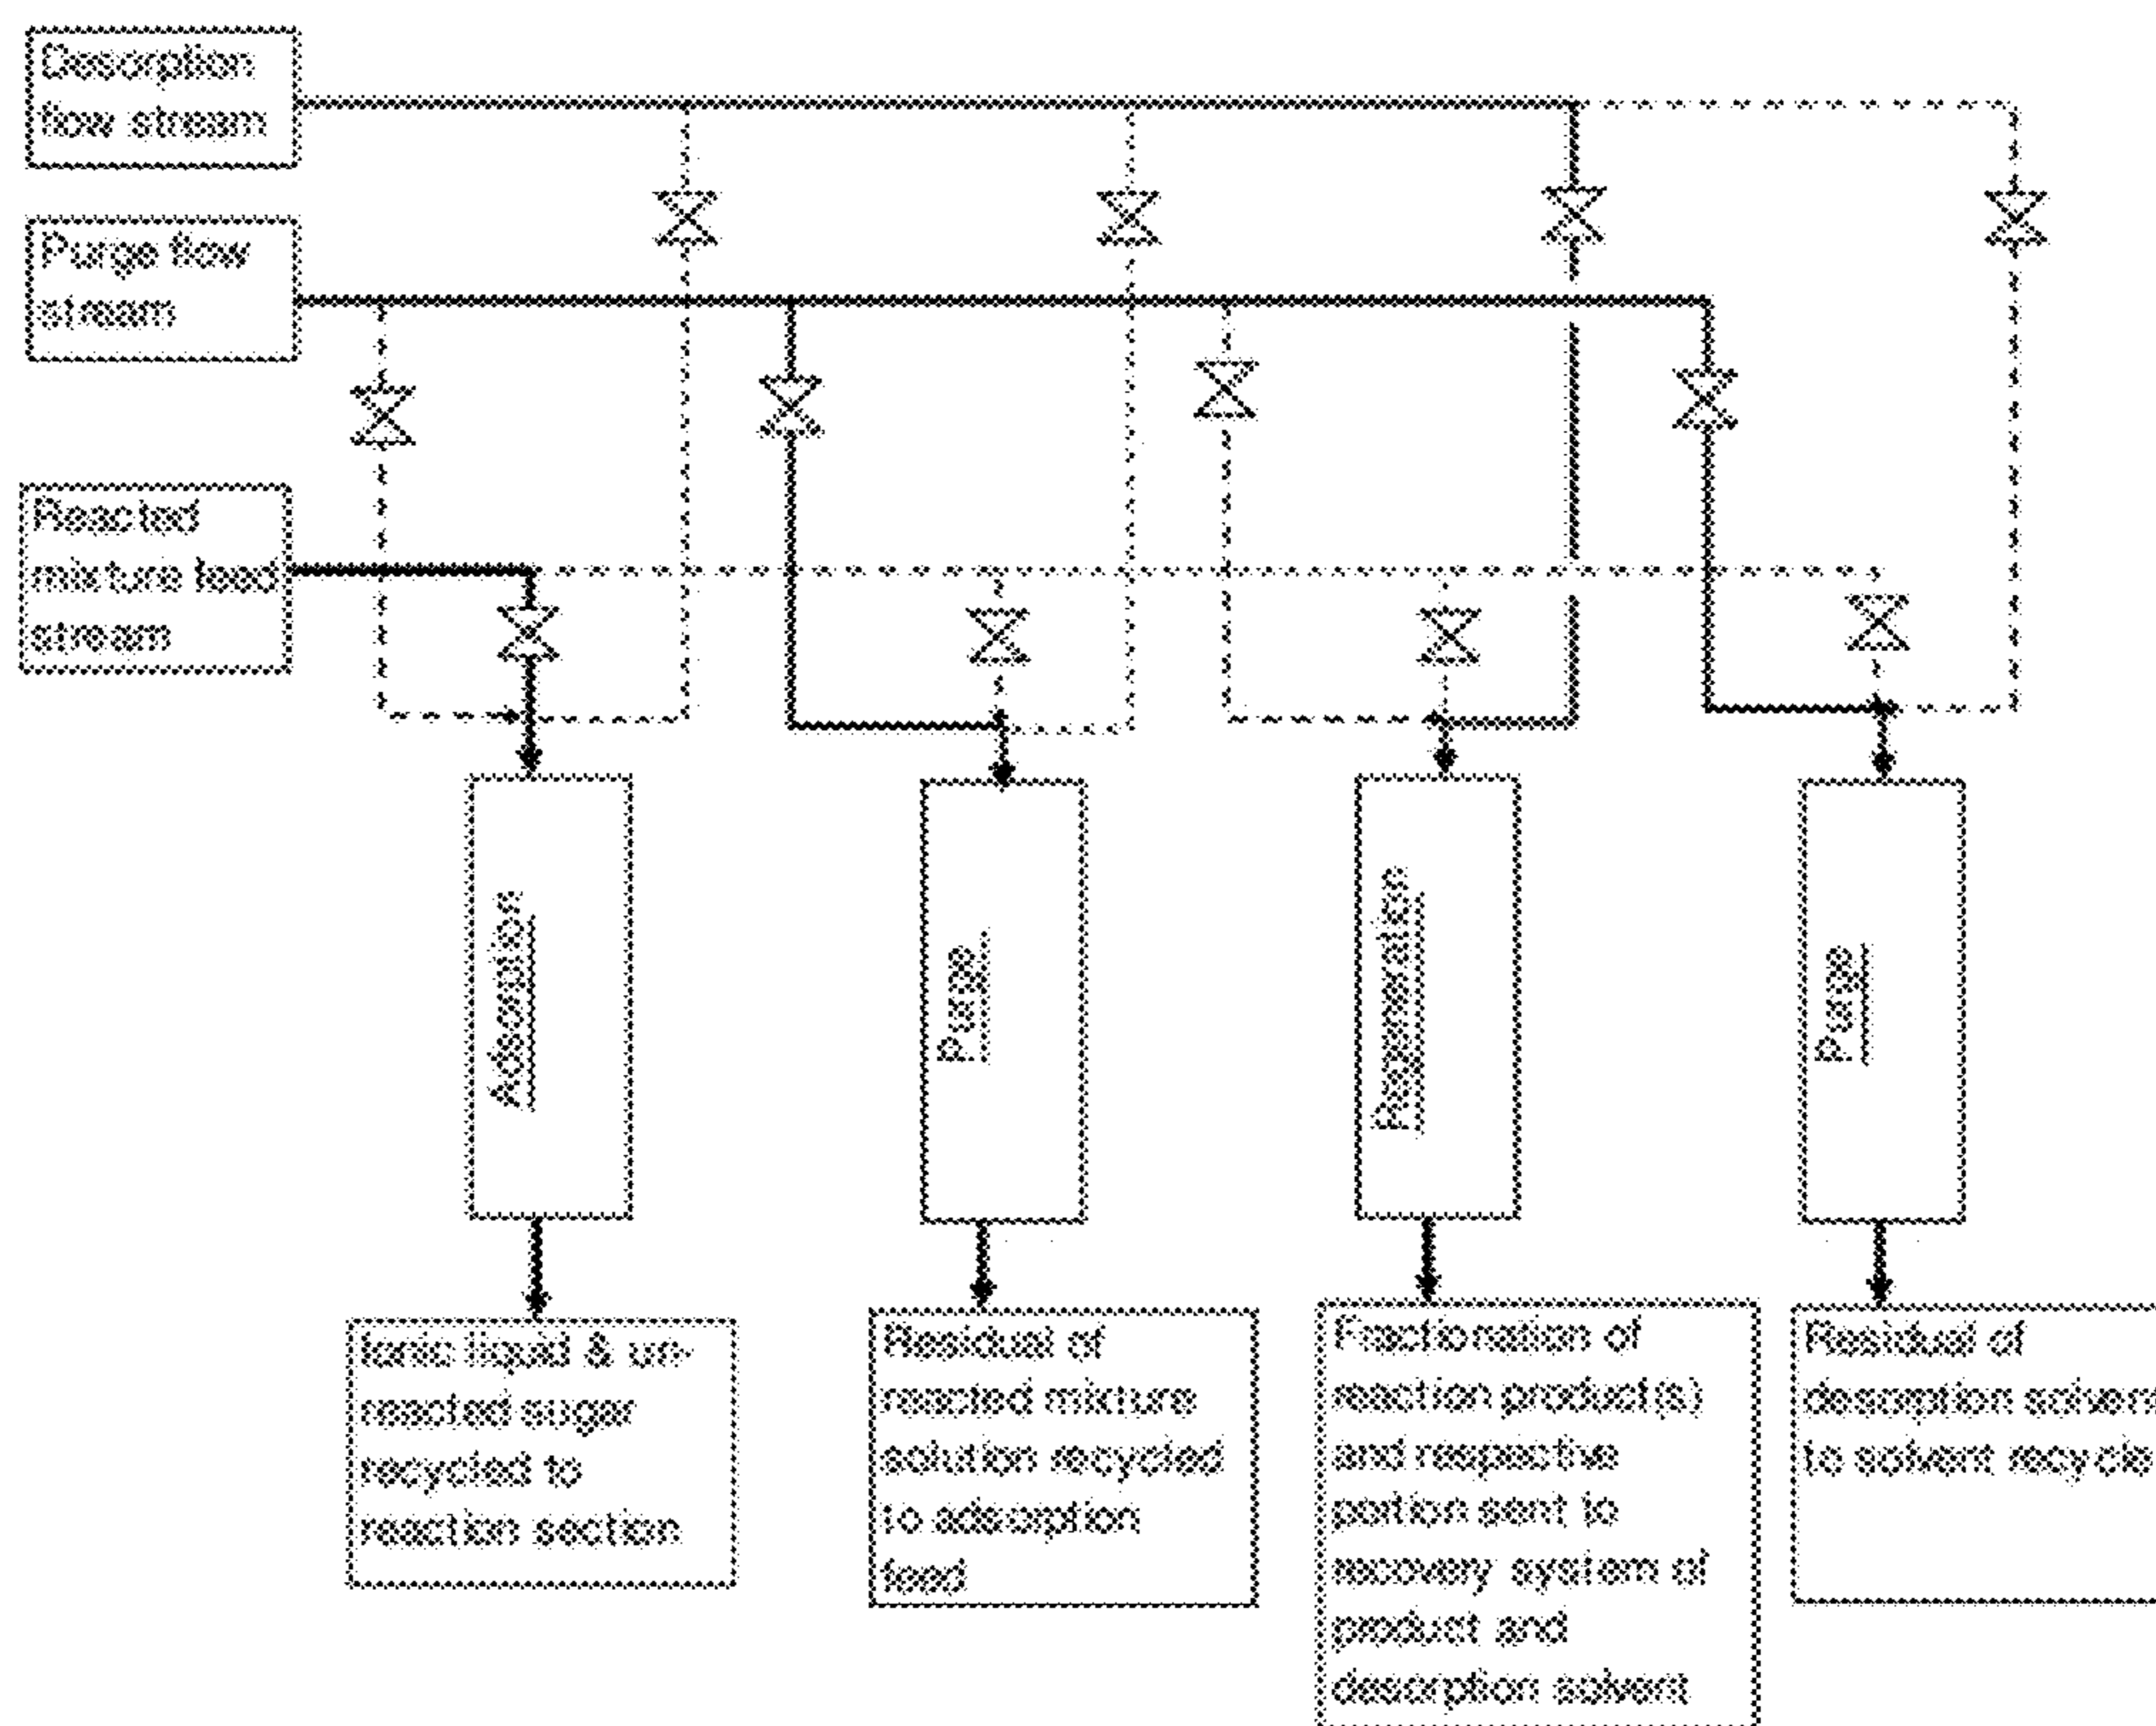 Desorption
flow stream
Purge flow
stream
Reacted
mixture feed
stream
Adsorption
Purge
Regeneration
Purge
Ionic liquid & un-
reacted sugar
recycled to
reaction section
Residual of
reacted mixture
solution recycled
to adsorption
feed
Fractionation of
reaction product(s)
and respective
portion sent to
recovery system of
product and
desorption solvent
Residual of
desorption solven
to solvent recycle